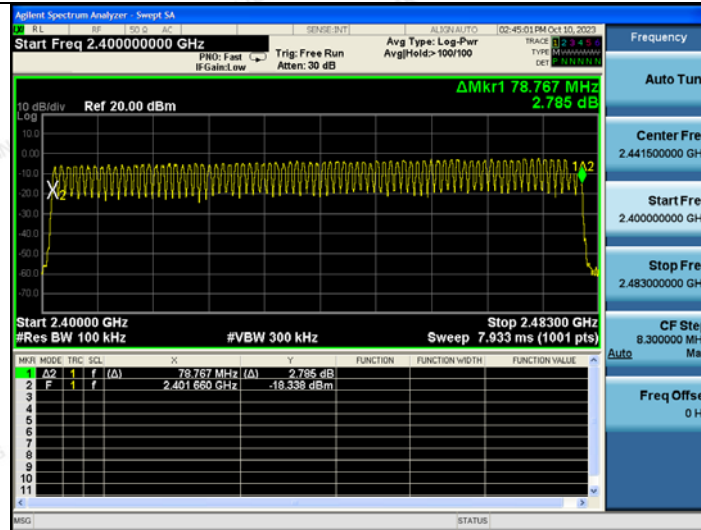 Agilent Spectrum Analyzer - Swept SA
RL RF 50 Ω AC SENSE:INT ALIGN AUTO 02:45:01 PM Oct 10, 2023
Start Freq 2.400000000 GHz
PNO: Fast
IFGain:Low
Trig: Free Run
Atten: 30 dB
Avg Type: Log-Pwr
Avg|Hold:>100/100
TRACE 1 2 3 4 5 6
TYPE M
DET P N N N N N
ΔMkr1 78.767 MHz
2.785 dB
10 dB/div Ref 20.00 dBm
Log
10.0
0.00
-10.0
-20.0
-30.0
-50.0
-70.0
X2
1Δ2
Start 2.40000 GHz
Stop 2.48300 GHz
#Res BW 100 kHz
#VBW 300 kHz
Sweep 7.933 ms (1001 pts)
MKR MODE TRC SCL X Y FUNCTION FUNCTION WIDTH FUNCTION VALUE
1 Δ2 1 f (Δ) 78.767 MHz (Δ) 2.785 dB
2 F 1 f 2.401 660 GHz -18.338 dBm
3
4
5
6
7
8
9
10
11
MSG STATUS
Frequency
Auto Tun
Center Fre
2.441500000 GH
Start Fre
2.400000000 GH
Stop Fre
2.483000000 GH
CF Ste
8.300000 MH
Auto Ma
Freq Offse
0 H